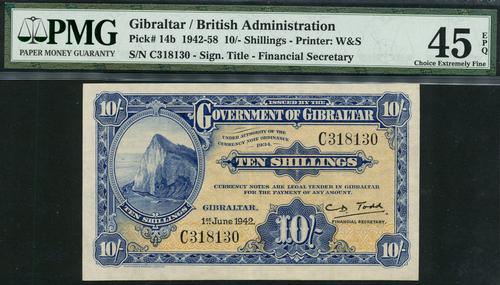 PMG
PAPER MONEY GUARANTY
Gibraltar / British Administration
Pick# 14b 1942-58 10/- Shillings - Printer: W&S
S/N C318130 - Sign. Title - Financial Secretary
45 EPQ
Choice Extremely Fine
10/-
ISSUED BY THE
10/-
GOVERNMENT OF GIBRALTAR
UNDER AUTHORITY OF THE
CURRENCY NOTE ORDINANCE
1934.
C318130
TEN SHILLINGS
CURRENCY NOTES ARE LEGAL TENDER IN GIBRALTAR
FOR THE PAYMENT OF ANY AMOUNT.
TEN SHILLINGS
GIBRALTAR,
1st June 1942.
C D Todd
FINANCIAL SECRETARY.
C318130
10/-
10/-
10/-